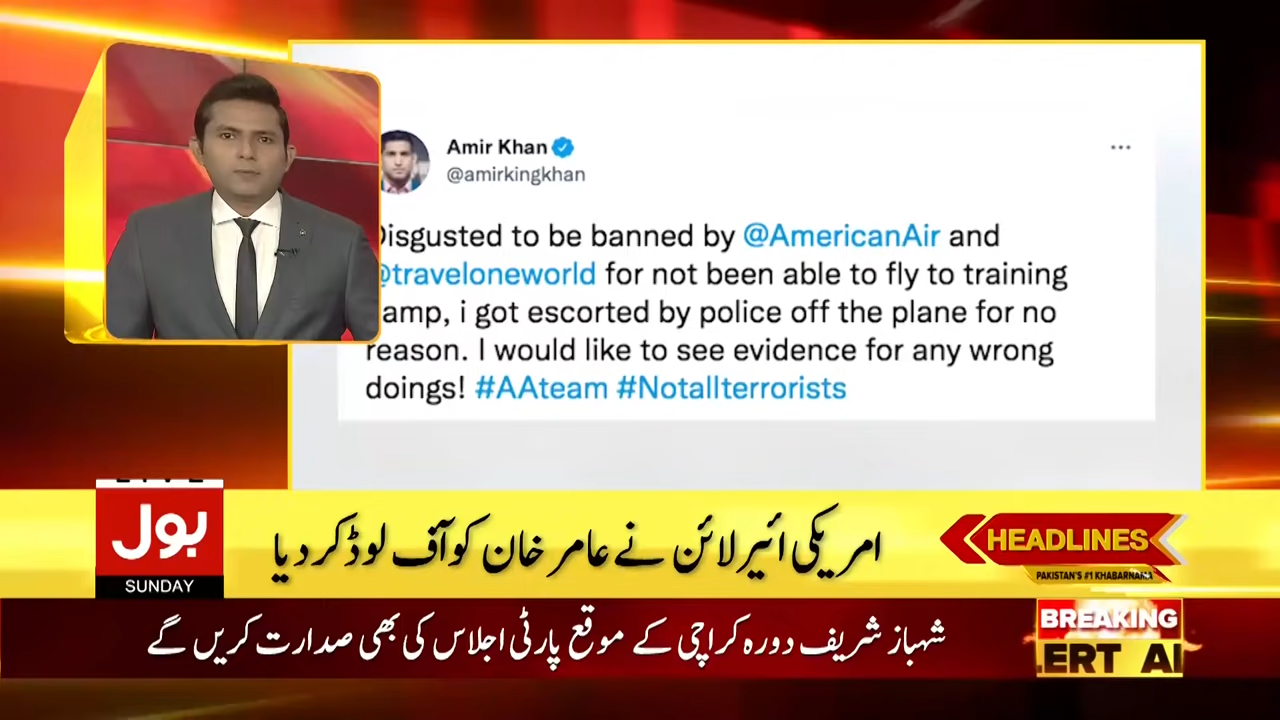 Amir Khan
@amirkingkhan
Disgusted to be banned by @AmericanAir and
@traveloneworld for not been able to fly to training
camp, i got escorted by police off the plane for no
reason. I would like to see evidence for any wrong
doings! #AAteam #Notallterrorists
بول
SUNDAY
امریکی ائیرلائن نے عامر خان کو آف لوڈ کر دیا
HEADLINES
PAKISTAN'S #1 KHABARNAMA
شہباز شریف دورہ کراچی کے موقع پارٹی اجلاس کی بھی صدارت کریں گے
BREAKING
LERT AL